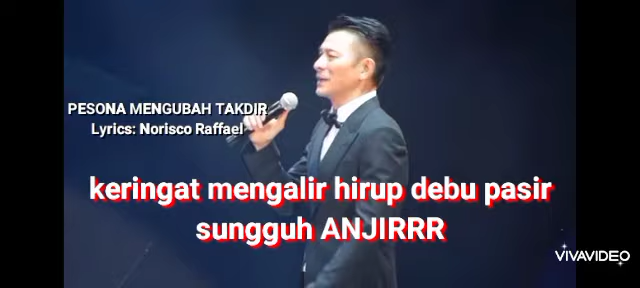 PESONA MENGUBAH TAKDIR
Lyrics: Norisco Raffael
keringat mengalir hirup debu pasir
sungguh ANJIRRR
VIVAVIDEO